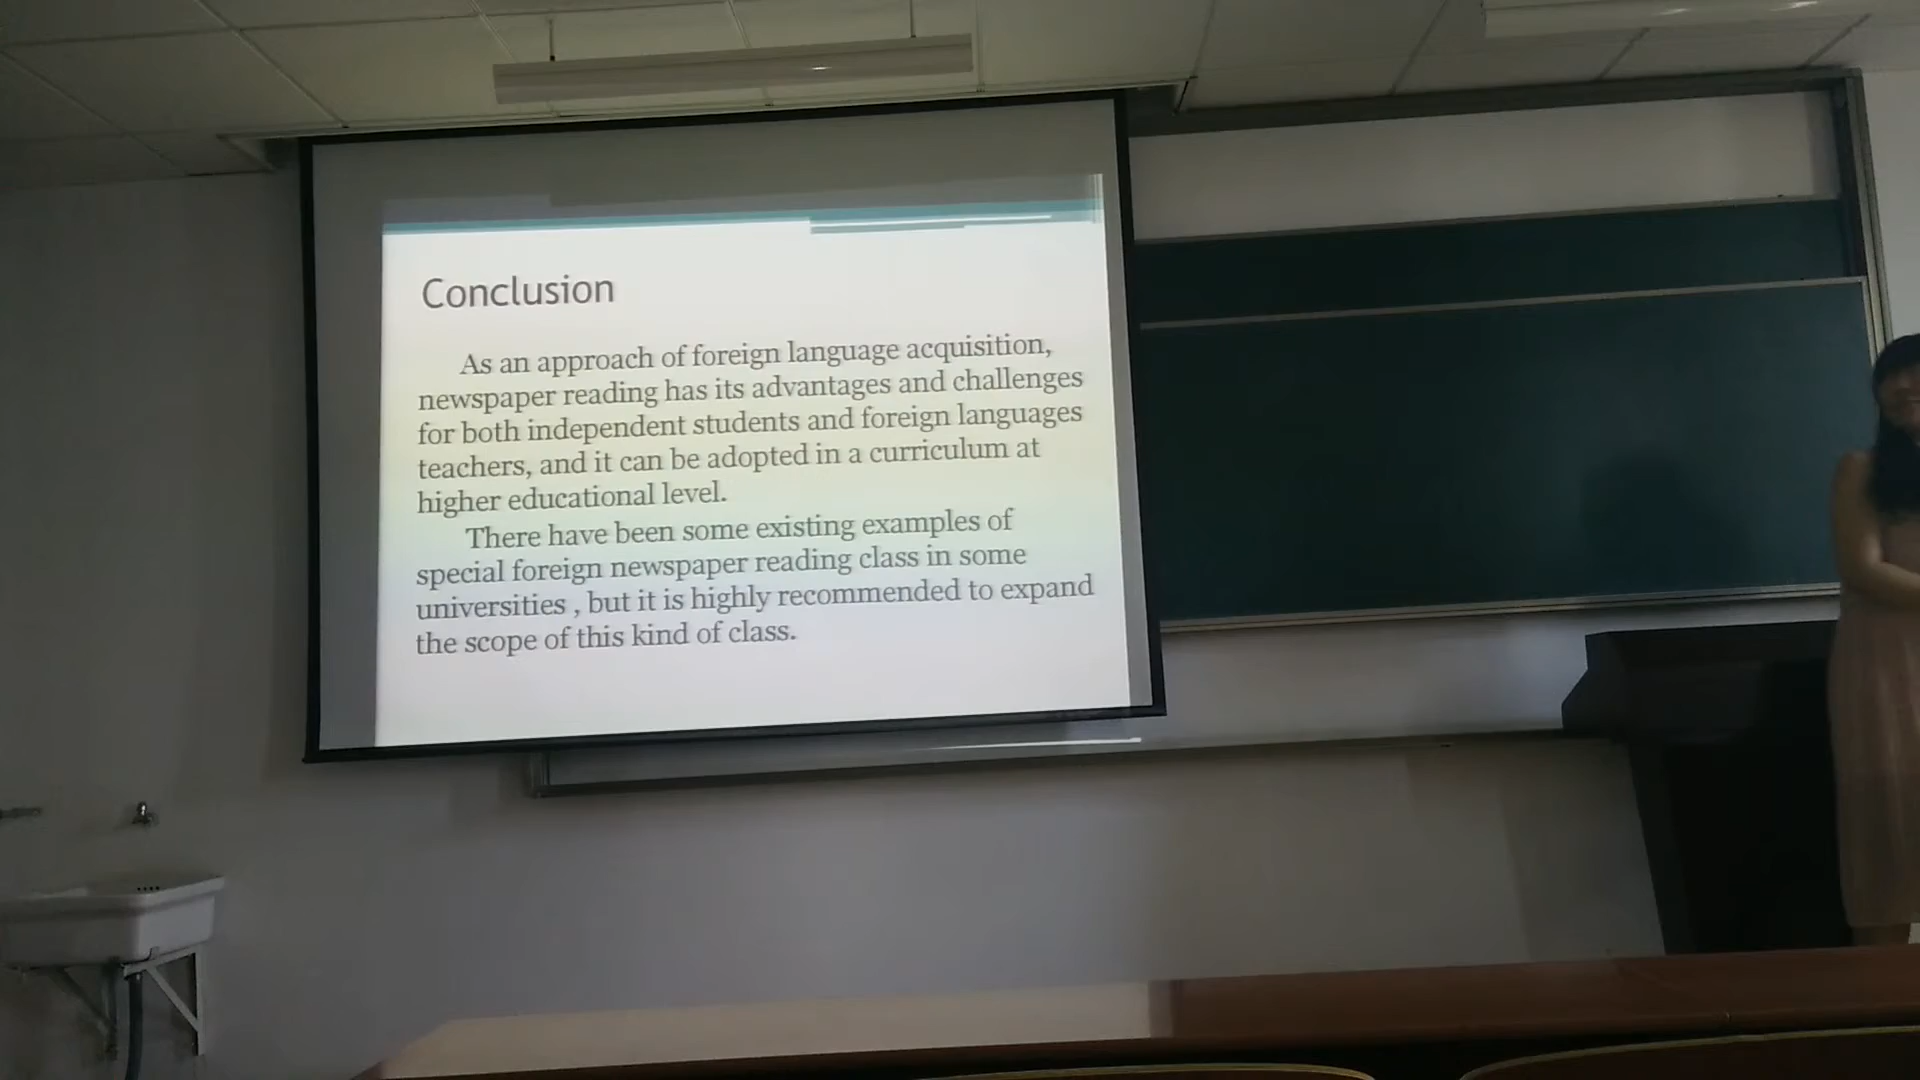 Conclusion
As an approach of foreign language acquisition,
newspaper reading has its advantages and challenges
for both independent students and foreign languages
teachers, and it can be adopted in a curriculum at
higher educational level.
There have been some existing examples of
special foreign newspaper reading class in some
universities , but it is highly recommended to expand
the scope of this kind of class.